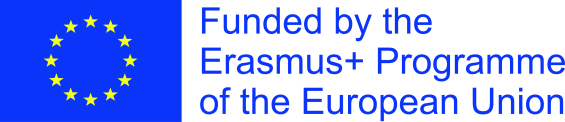 Funded by the
Erasmus+ Programme
of the European Union